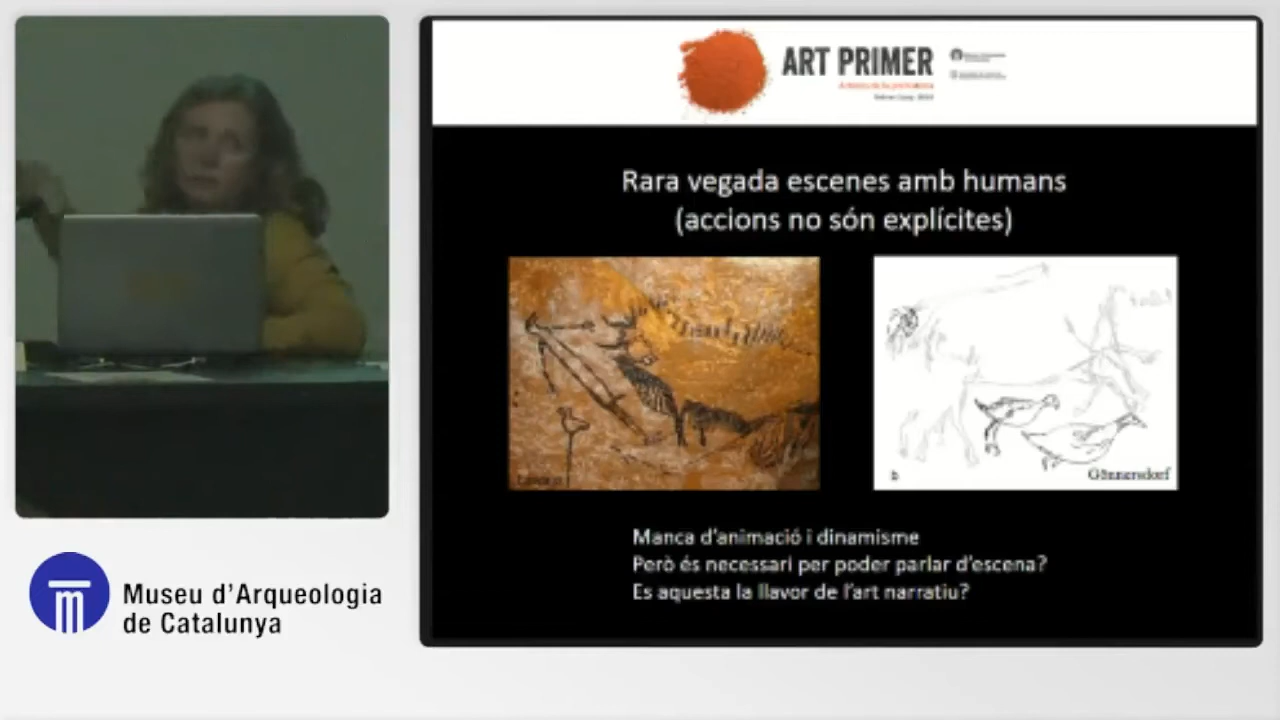 ART PRIMER
Rara vegada escenes amb humans
(accions no són explícites)
b
Gönnersdorf
Manca d'animació i dinamisme
Però és necessari per poder parlar d'escena?
Es aquesta la llavor de l'art narratiu?
Museu d'Arqueologia
de Catalunya